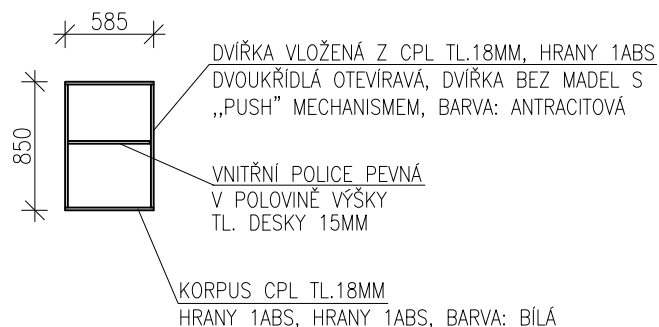 585
DVÍŘKA VLOŽENÁ Z CPL TL.18MM, HRANY 1ABS
DVOUKŘÍDLÁ OTEVÍRAVÁ, DVÍŘKA BEZ MADEL S
,,PUSH" MECHANISMEM, BARVA: ANTRACITOVÁ
850
VNITŘNÍ POLICE PEVNÁ
V POLOVINĚ VÝŠKY
TL. DESKY 15MM
KORPUS CPL TL.18MM
HRANY 1ABS, HRANY 1ABS, BARVA: BÍLÁ